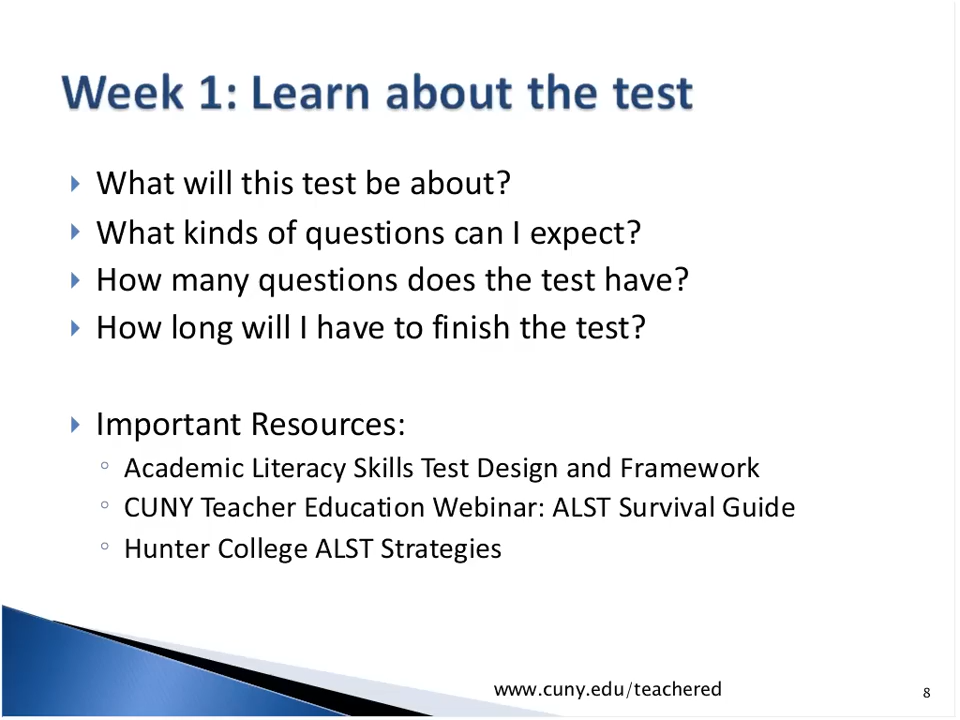 Week 1: Learn about the test
What will this test be about?
What kinds of questions can I expect?
How many questions does the test have?
How long will I have to finish the test?
Important Resources:
Academic Literacy Skills Test Design and Framework
CUNY Teacher Education Webinar: ALST Survival Guide
Hunter College ALST Strategies
www.cuny.edu/teachered
8